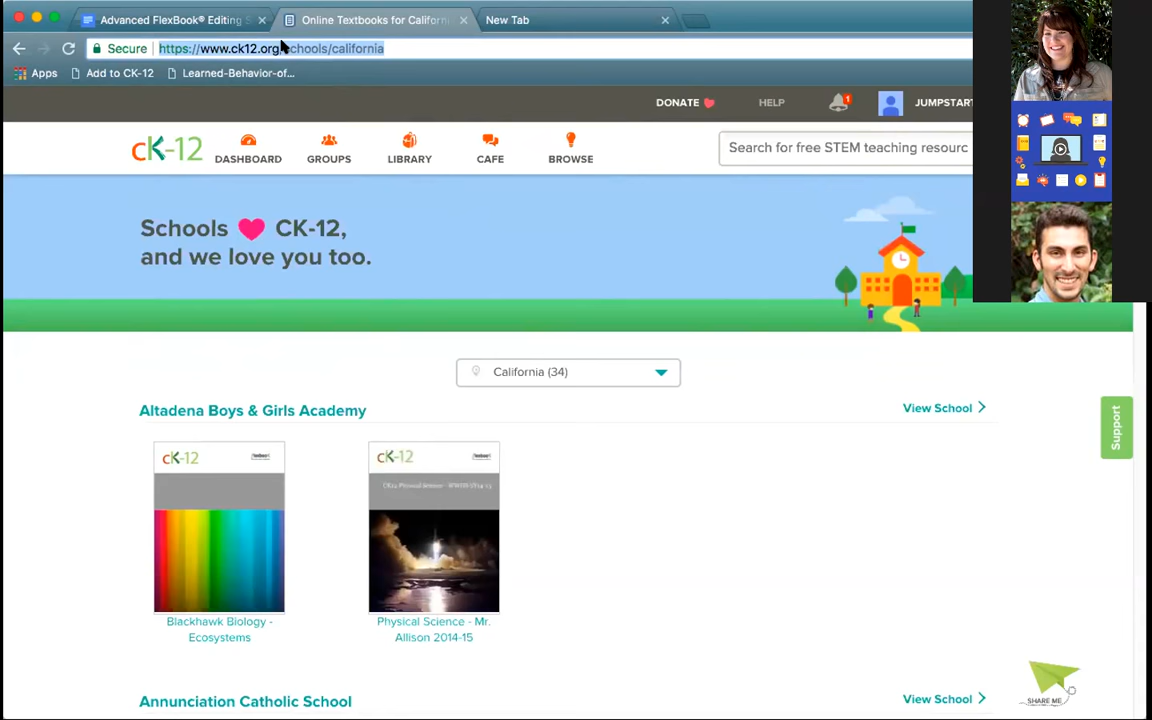 Advanced FlexBook® Editing S
Online Textbooks for Californ
New Tab
Secure
https://www.ck12.org/schools/california
Apps
Add to CK-12
Learned-Behavior-of...
DONATE
HELP
1
JUMPSTART
cK-12
DASHBOARD
GROUPS
LIBRARY
CAFE
BROWSE
Search for free STEM teaching resourc
Schools CK-12,
and we love you too.
California (34)
Altadena Boys & Girls Academy
View School
cK-12
cK-12
Blackhawk Biology -
Ecosystems
Physical Science - Mr.
Allison 2014-15
Support
Annunciation Catholic School
View School
SHARE ME